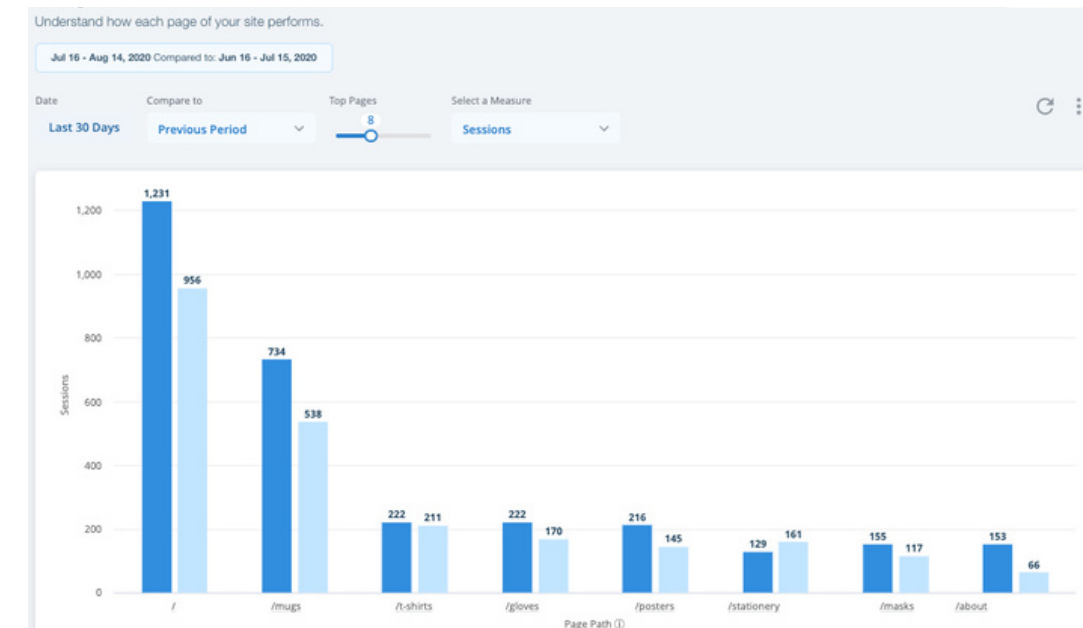 Understand how each page of your site performs.
Jul 16 - Aug 14, 2020 Compared to: Jun 16 - Jul 15, 2020
Date Compare to Top Pages Select a Measure
Last 30 Days Previous Period 8 Sessions
1,231
1,200
1,000
956
800
734
Sessions
600
538
400
222 211 222 170 216 145 129 161 155 117 153 66
200
0
/ /mugs /t-shirts /gloves /posters /stationery /masks /about
Page Path